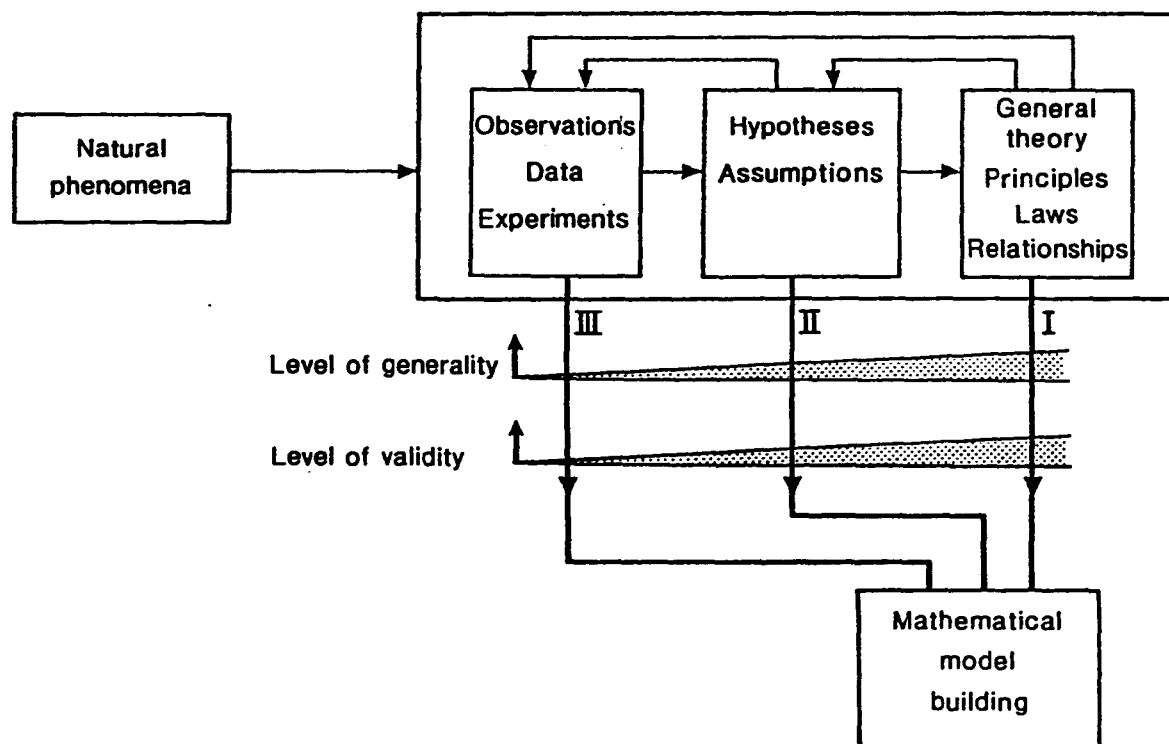 Natural
phenomena
Observations
Data
Experiments
Hypotheses
Assumptions
General
theory
Principles
Laws
Relationships
III
II
I
Level of generality
Level of validity
Mathematical
model
building